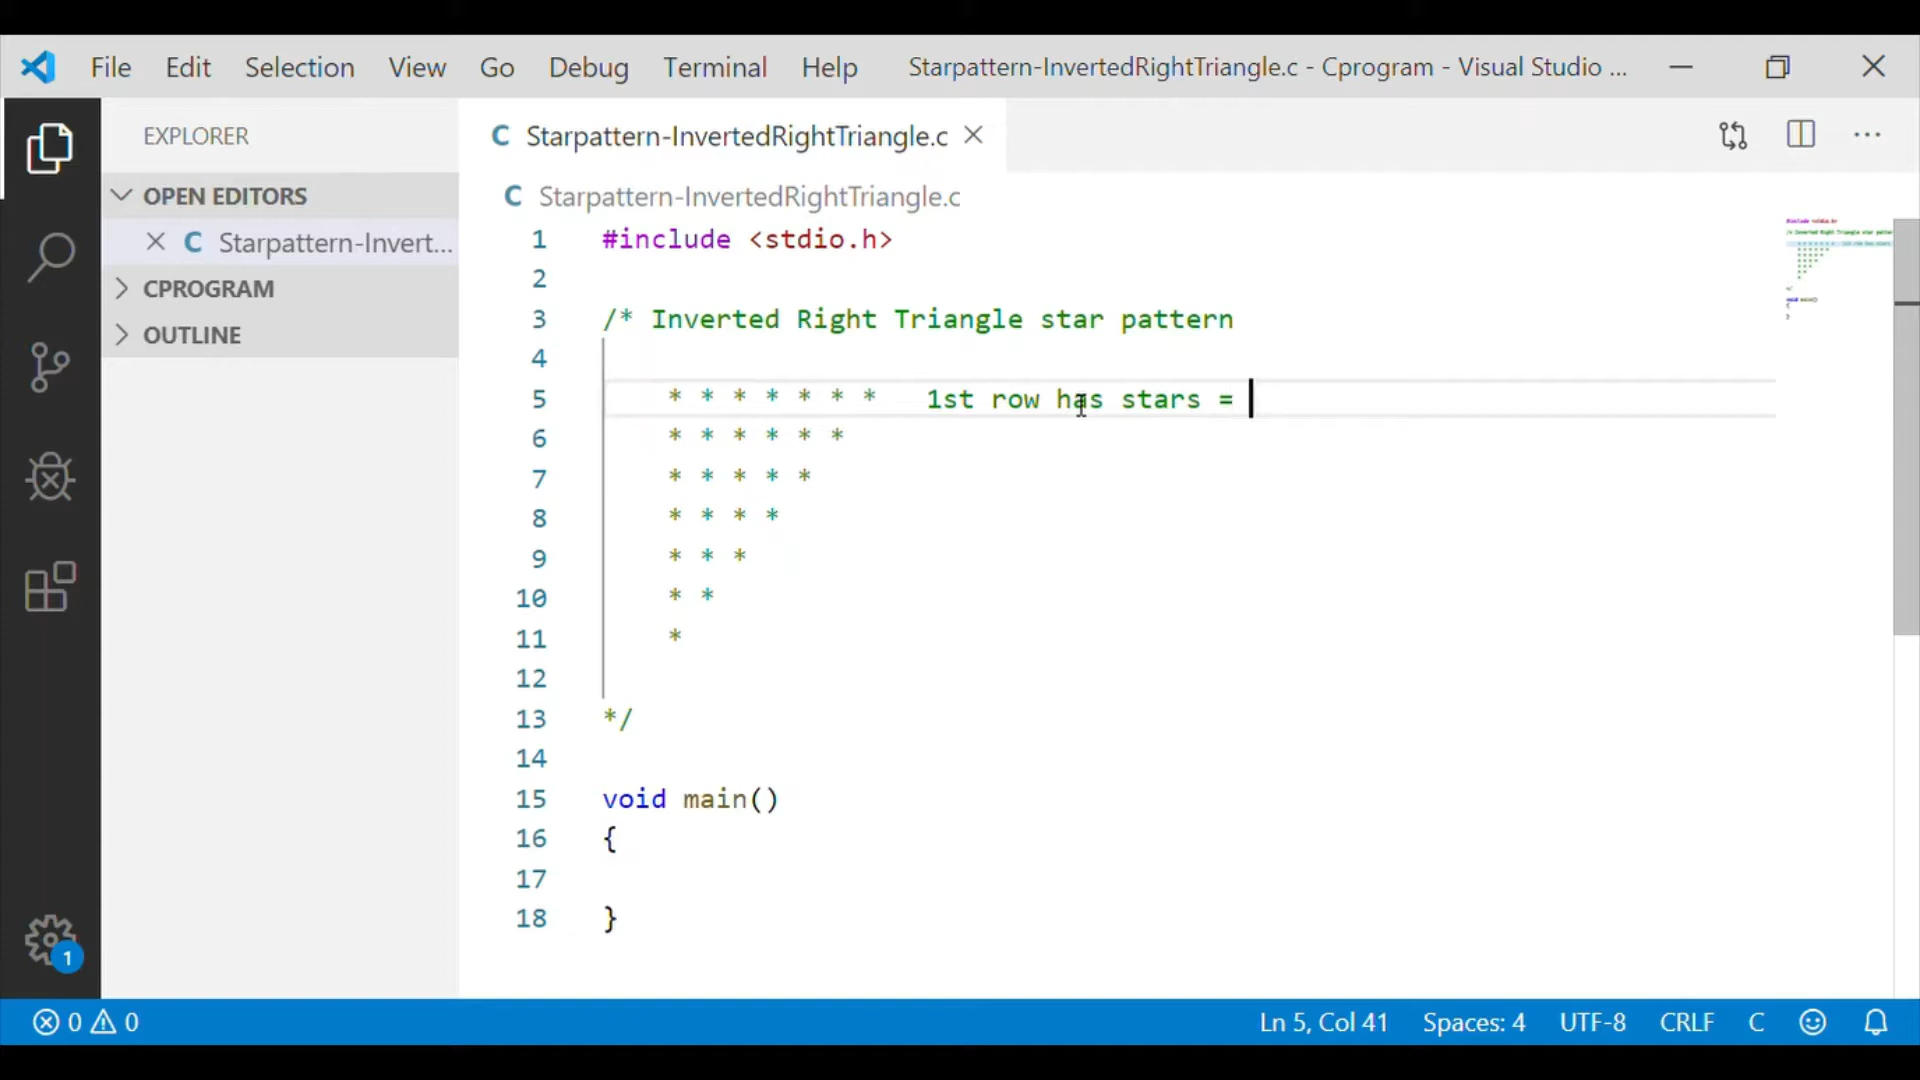 File Edit Selection View Go Debug Terminal Help Starpattern-InvertedRightTriangle.c - Cprogram - Visual Studio ...
EXPLORER
OPEN EDITORS
C Starpattern-Invert...
CPROGRAM
OUTLINE
1
C Starpattern-InvertedRightTriangle.c
C Starpattern-InvertedRightTriangle.c
1 #include <stdio.h>
2
3 /* Inverted Right Triangle star pattern
4
5 * * * * * * * 1st row has stars =
6 * * * * * *
7 * * * * *
8 * * * *
9 * * *
10 * *
11 *
12
13 */
14
15 void main()
16 {
17
18 }
0 0 Ln 5, Col 41 Spaces: 4 UTF-8 CRLF C